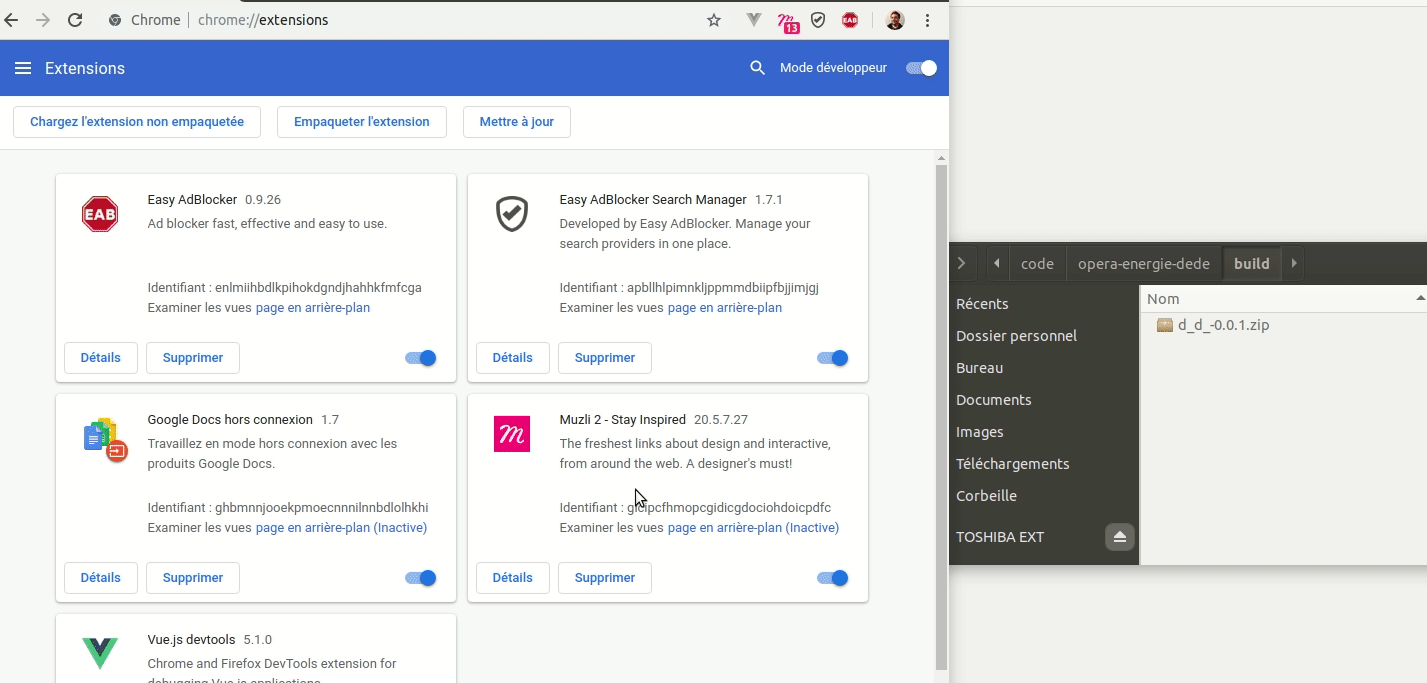 Chrome chrome://extensions
13
EAB
Extensions
Mode développeur
Chargez l'extension non empaquetée
Empaqueter l'extension
Mettre à jour
EAB
Easy AdBlocker 0.9.26
Ad blocker fast, effective and easy to use.
Identifiant : enlmiihbdlkpihokdgndjhahhkfmfcga
Examiner les vues page en arrière-plan
Détails
Supprimer
Easy AdBlocker Search Manager 1.7.1
Developed by Easy AdBlocker. Manage your
search providers in one place.
Identifiant : apbllhlpimnkljppmmdbiipfbjjimjgj
Examiner les vues page en arrière-plan
Détails
Supprimer
Google Docs hors connexion 1.7
Travaillez en mode hors connexion avec les
produits Google Docs.
Identifiant : ghbmnnjooekpmoecnnnilnnbdlolhkhi
Examiner les vues page en arrière-plan (Inactive)
Détails
Supprimer
Muzli 2 - Stay Inspired 20.5.7.27
The freshest links about design and interactive,
from around the web. A designer's must!
Identifiant :
Examiner les vues page en arrière-plan (Inactive)
Détails
Supprimer
Vue.js devtools 5.1.0
Chrome and Firefox DevTools extension for
debugging Vue.js applications.
code
opera-energie-dede
build
Récents
Dossier personnel
Bureau
Documents
Images
Téléchargements
Corbeille
TOSHIBA EXT
Nom
d_d_-0.0.1.zip